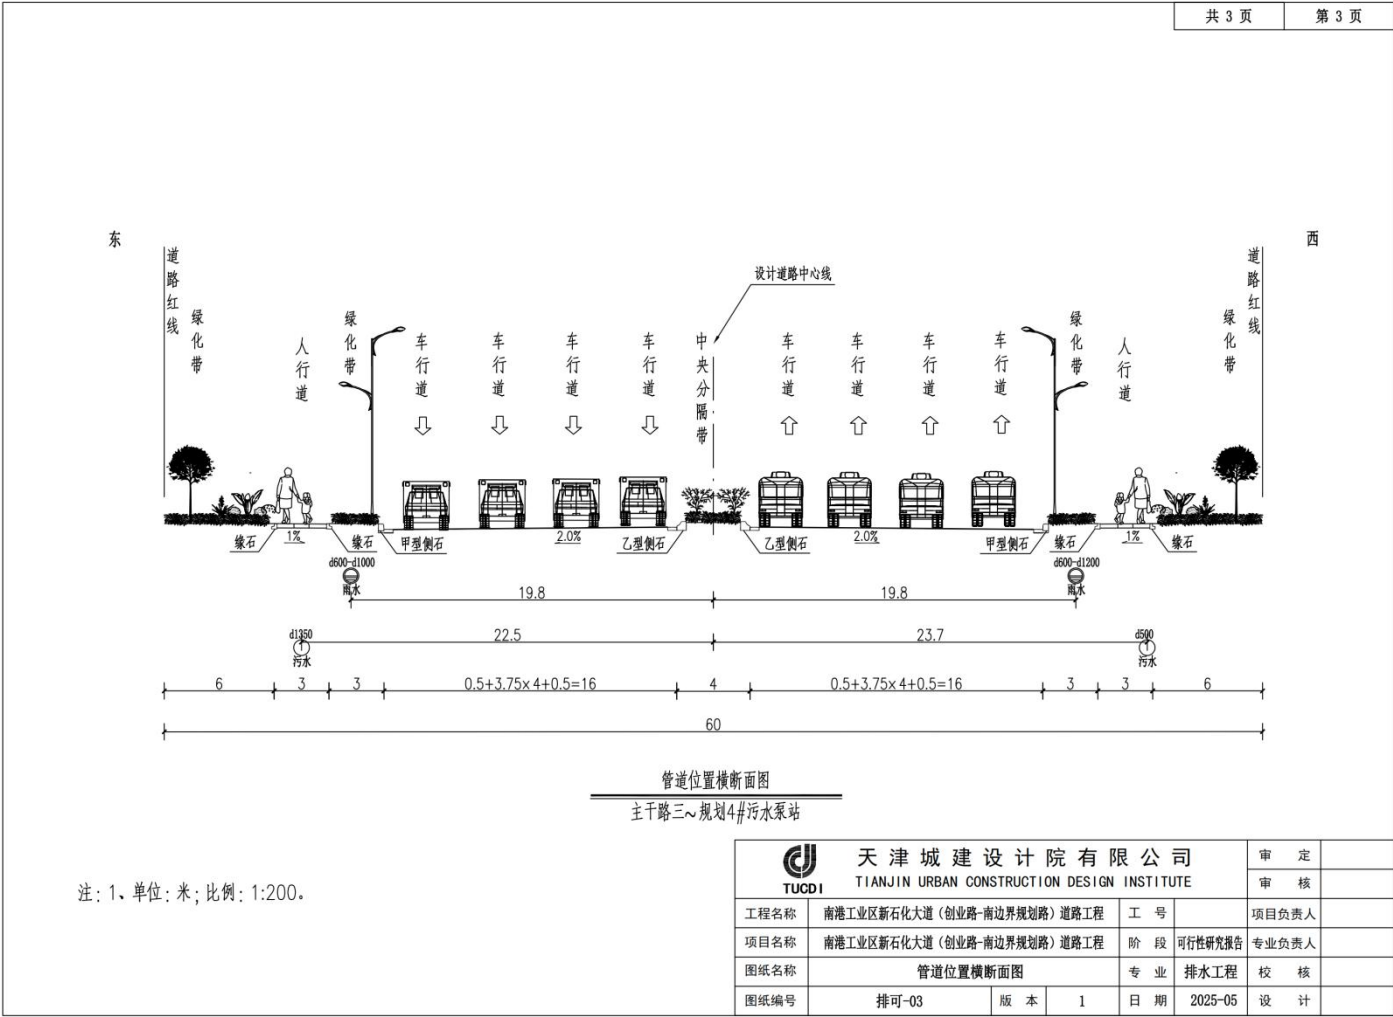 共 3 页 第 3 页
东 西
道路红线 道路红线
设计道路中心线
绿化带 人行道 绿化带 车行道 车行道 车行道 车行道 中央分隔带 车行道 车行道 车行道 车行道 绿化带 人行道 绿化带
缘石 1% 缘石 甲型侧石 2.0% 乙型侧石 乙型侧石 2.0% 甲型侧石 缘石 1% 缘石
d600-d1000 d600-d1200
雨水 雨水
19.8 19.8
d1350 22.5 23.7 d500
污水 污水
6 3 3 0.5+3.75×4+0.5=16 4 0.5+3.75×4+0.5=16 3 3 6
60
管道位置横断面图
主干路三~规划4#污水泵站
注：1、单位：米；比例：1:200。
TUCDI
天津城建设计院有限公司
TIANJIN URBAN CONSTRUCTION DESIGN INSTITUTE
审 定
审 核
工程名称 南港工业区新石化大道（创业路-南边界规划路）道路工程 工 号 项目负责人
项目名称 南港工业区新石化大道（创业路-南边界规划路）道路工程 阶 段 可行性研究报告 专业负责人
图纸名称 管道位置横断面图 专 业 排水工程 校 核
图纸编号 排可-03 版 本 1 日 期 2025-05 设 计